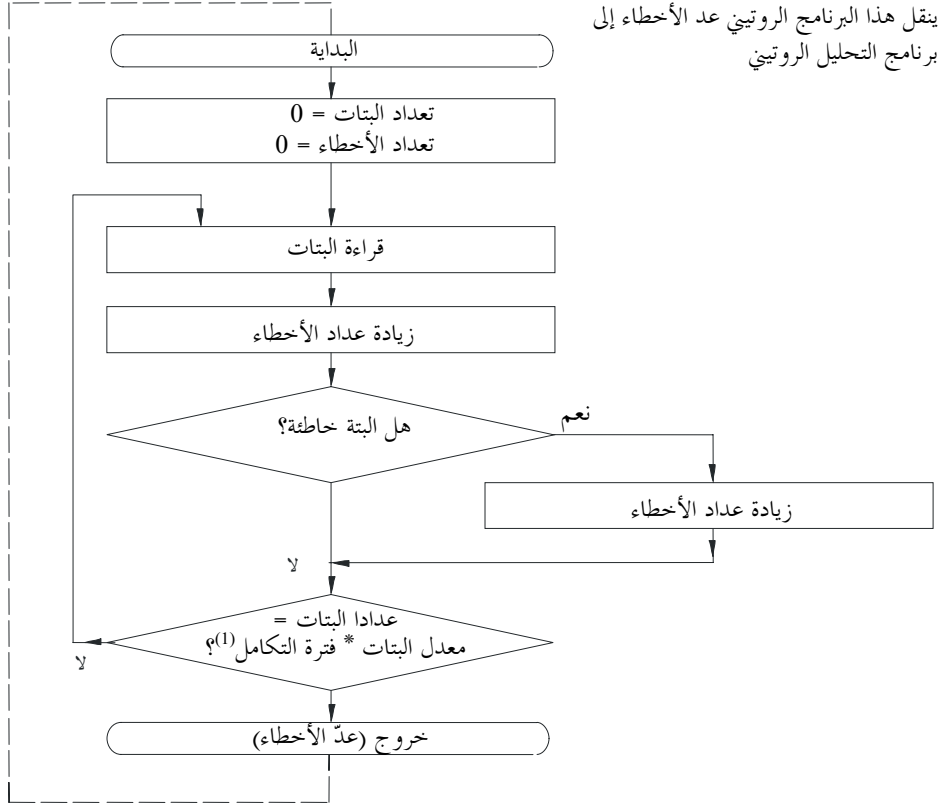 ينقل هذا البرنامج الروتيني عد الأخطاء إلى
برنامج التحليل الروتيني
البداية
تعداد البتات = 0
تعداد الأخطاء = 0
قراءة البتات
زيادة عداد الأخطاء
هل البتة خاطئة؟
نعم
زيادة عداد الأخطاء
لا
عدادا البتات =
معدل البتات * فترة التكامل(1)؟
لا
خروج (عدّ الأخطاء)